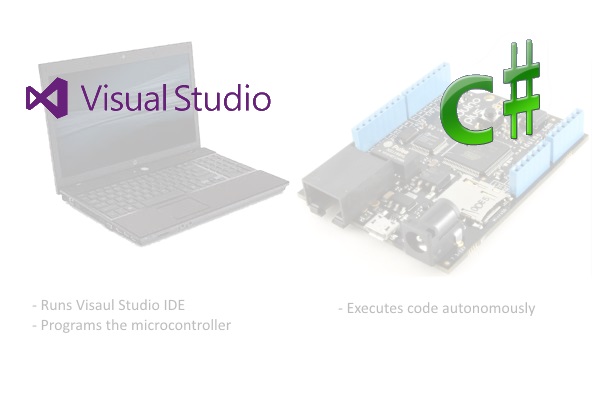 Visual Studio
C#
- Runs Visaul Studio IDE
- Programs the microcontroller
- Executes code autonomously